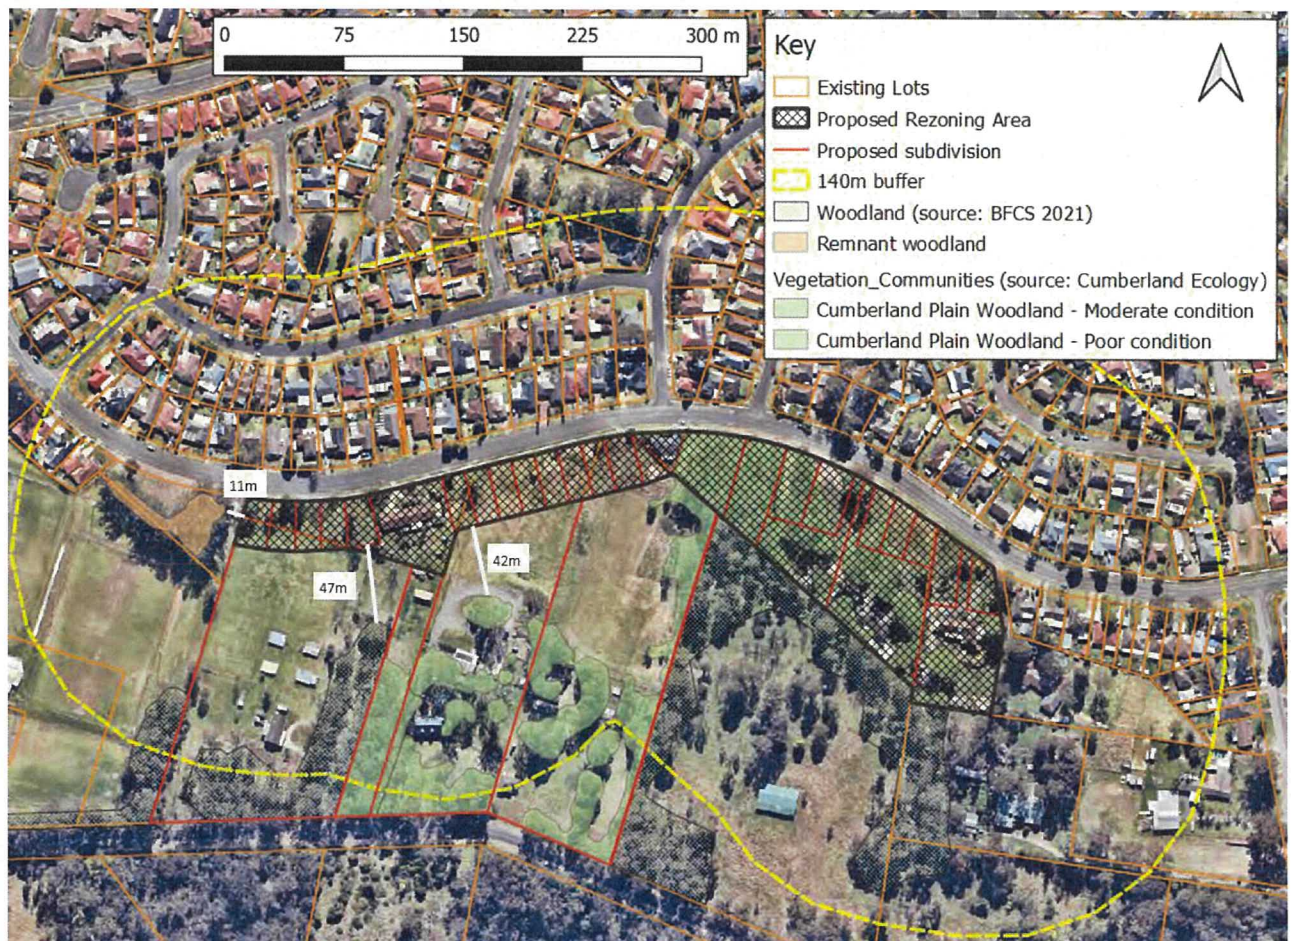 0 75 150 225 300 m
Key
Existing Lots
Proposed Rezoning Area
Proposed subdivision
140m buffer
Woodland (source: BFCS 2021)
Remnant woodland
Vegetation_Communities (source: Cumberland Ecology)
Cumberland Plain Woodland - Moderate condition
Cumberland Plain Woodland - Poor condition
11m
42m
47m